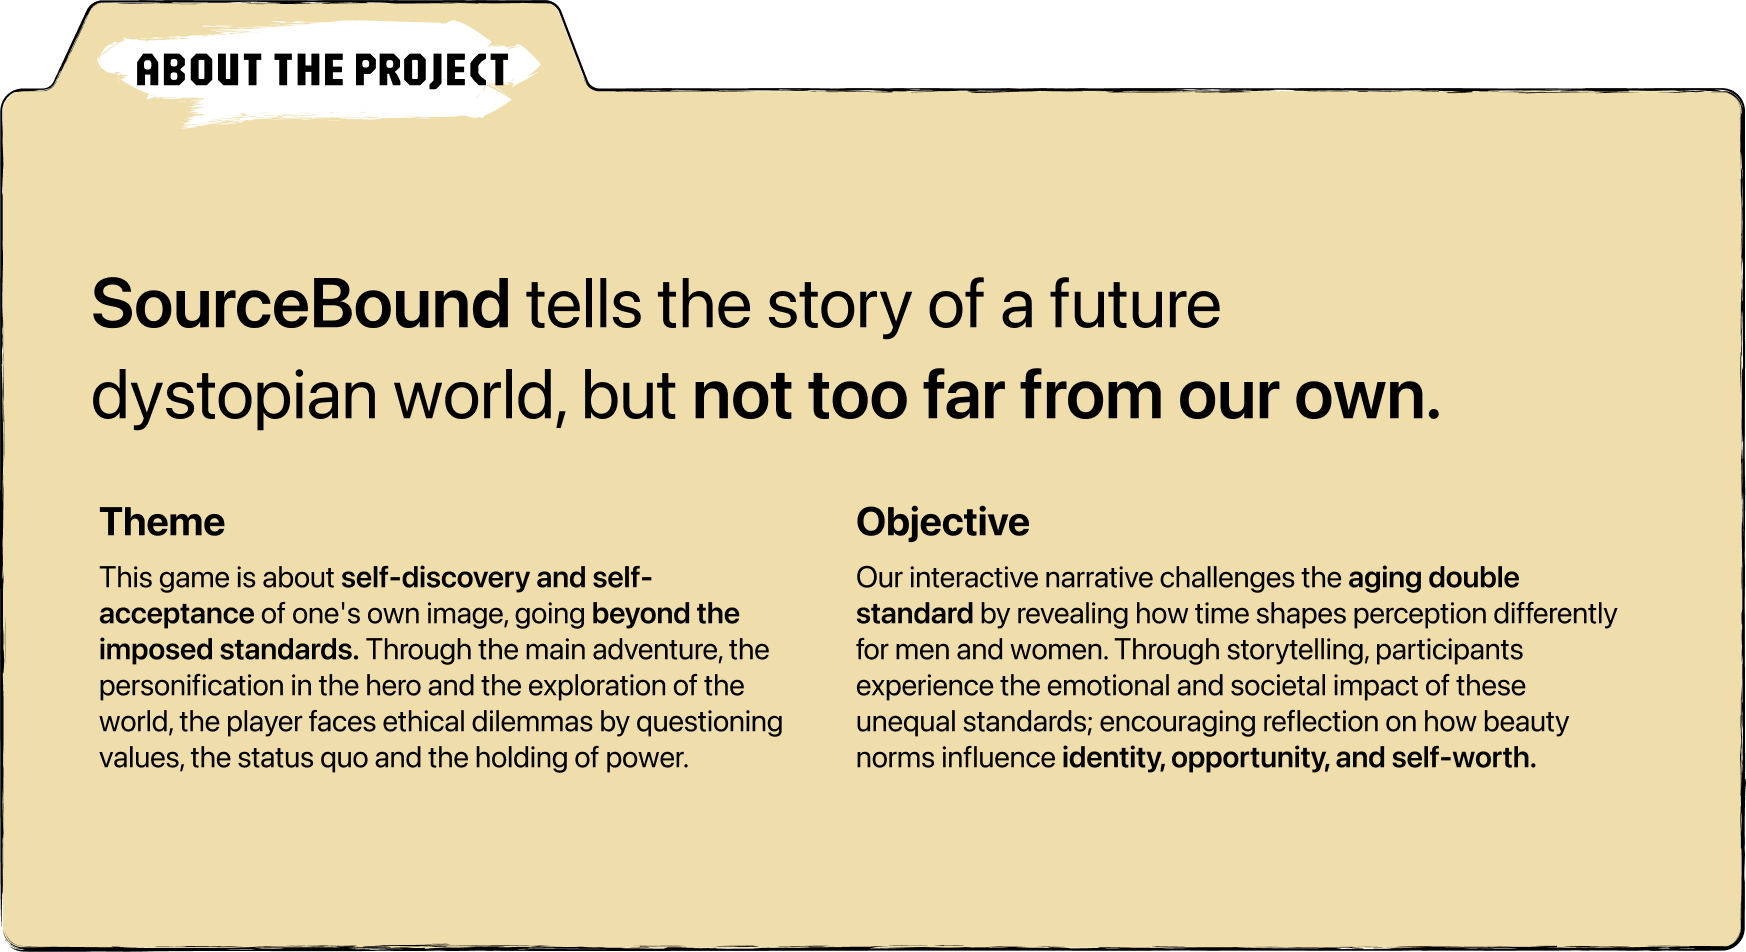 ABOUT THE PROJECT
SourceBound tells the story of a future
dystopian world, but not too far from our own.
Theme
This game is about self-discovery and self-
acceptance of one's own image, going beyond the
imposed standards. Through the main adventure, the
personification in the hero and the exploration of the
world, the player faces ethical dilemmas by questioning
values, the status quo and the holding of power.
Objective
Our interactive narrative challenges the aging double
standard by revealing how time shapes perception differently
for men and women. Through storytelling, participants
experience the emotional and societal impact of these
unequal standards; encouraging reflection on how beauty
norms influence identity, opportunity, and self-worth.